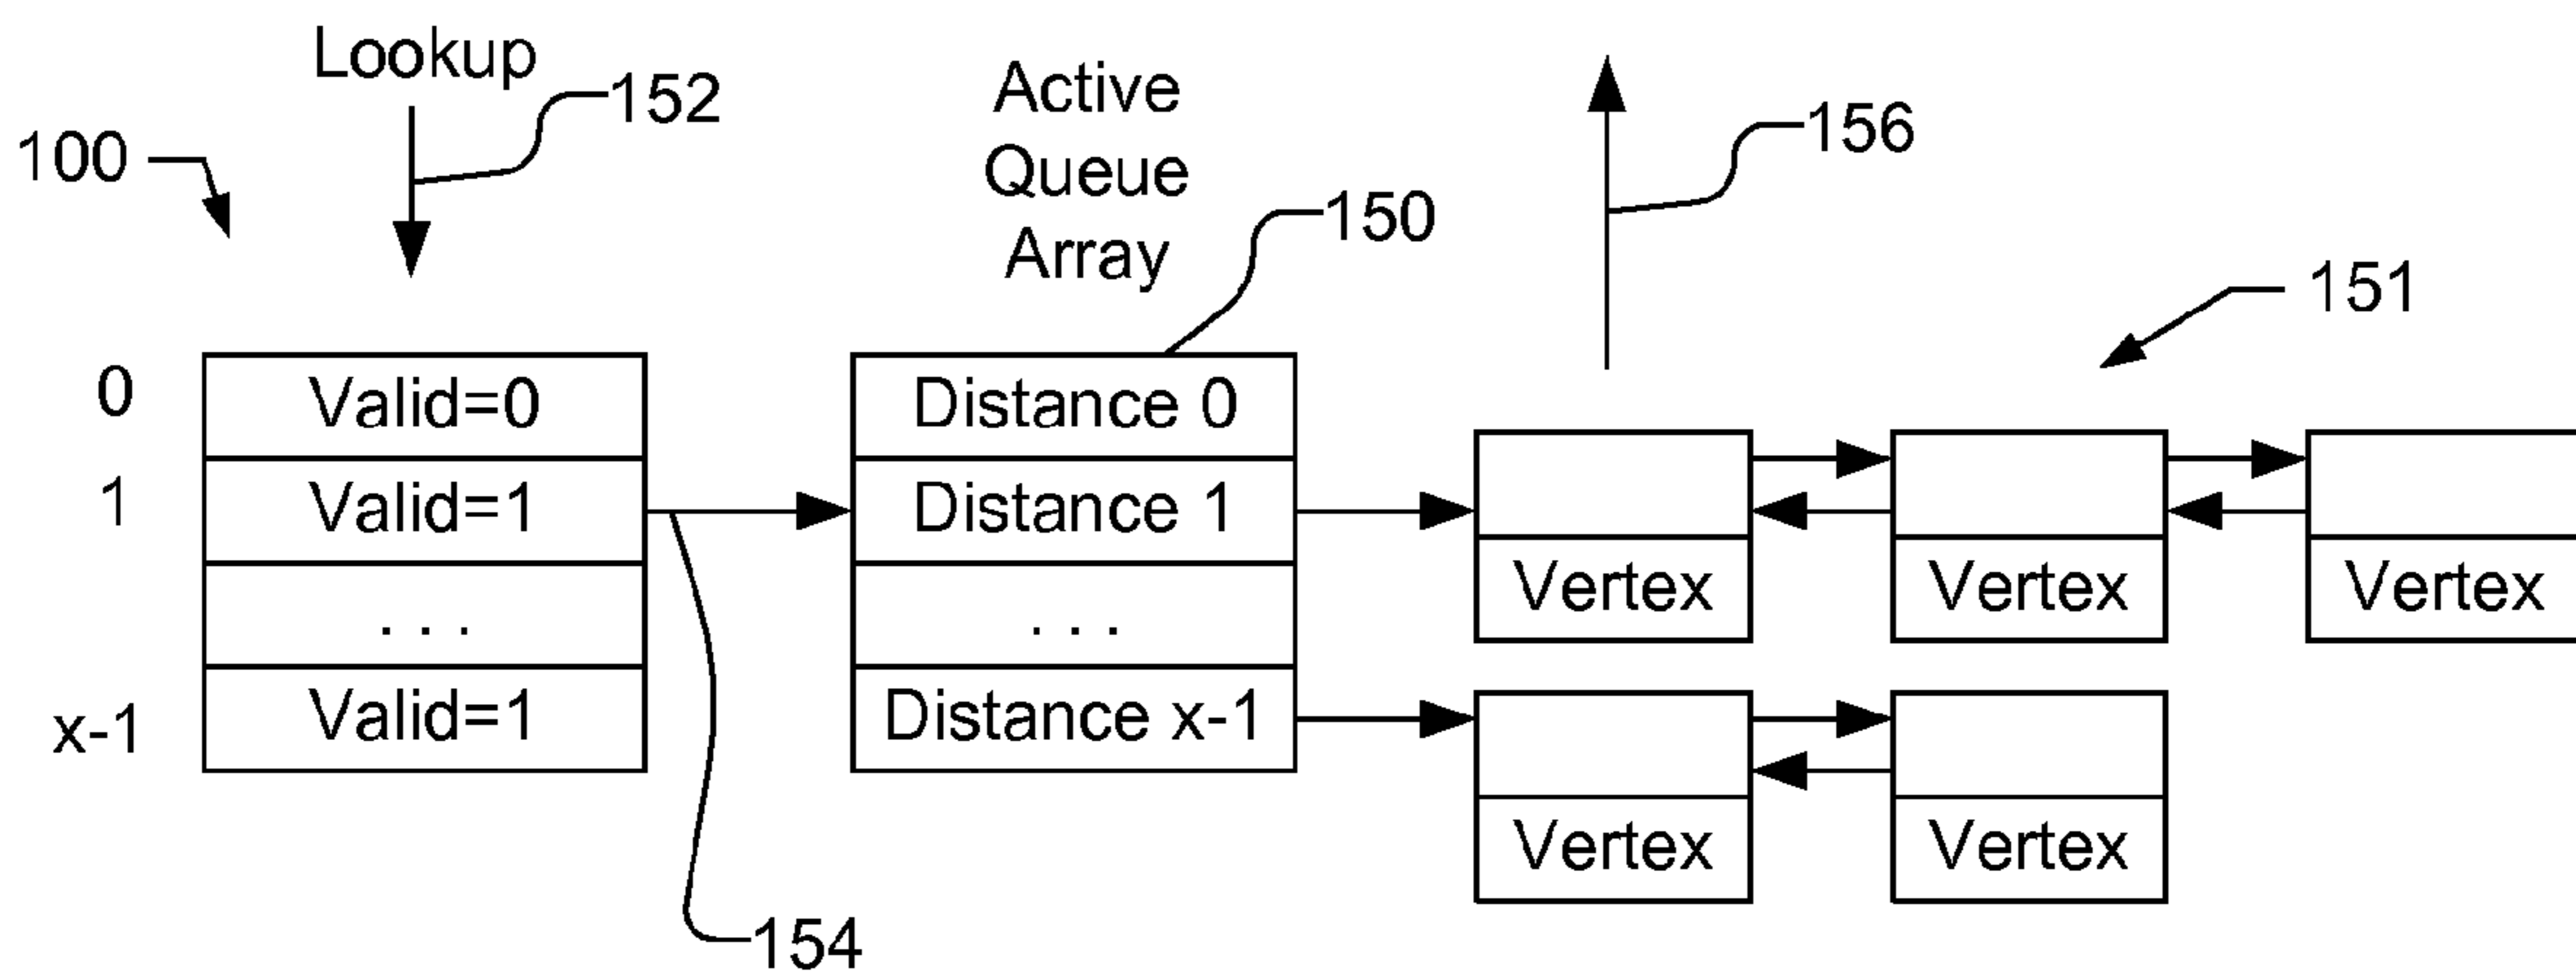 Lookup
152
100
Active
Queue
Array
150
156
151
0
Valid=0
1
Valid=1
. . .
x-1
Valid=1
154
Distance 0
Distance 1
. . .
Distance x-1
Vertex
Vertex
Vertex
Vertex
Vertex